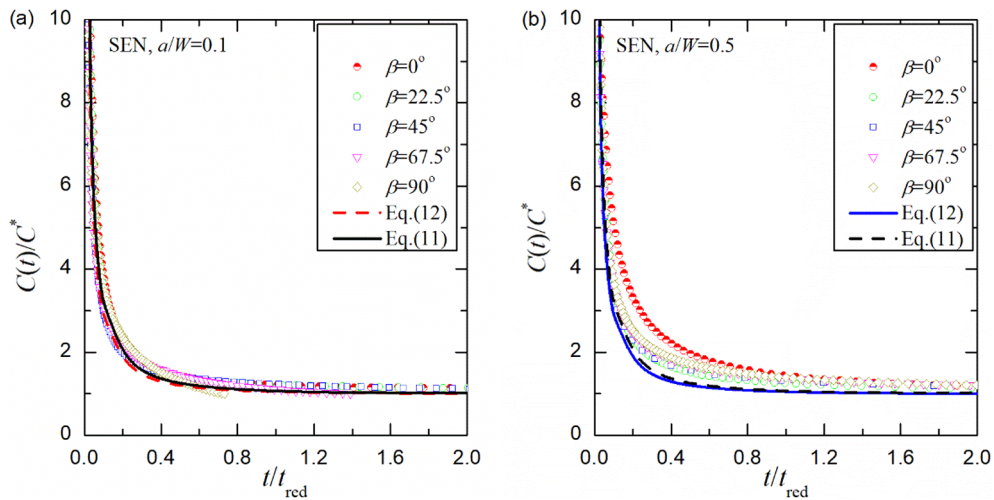 (a)
SEN, a/W=0.1
β=0°
β=22.5°
β=45°
β=67.5°
β=90°
Eq.(12)
Eq.(11)
C(t)/C*
10
8
6
4
2
0
0.0 0.4 0.8 1.2 1.6 2.0
t/t_red
(b)
SEN, a/W=0.5
β=0°
β=22.5°
β=45°
β=67.5°
β=90°
Eq.(12)
Eq.(11)
C(t)/C*
10
8
6
4
2
0
0.0 0.4 0.8 1.2 1.6 2.0
t/t_red